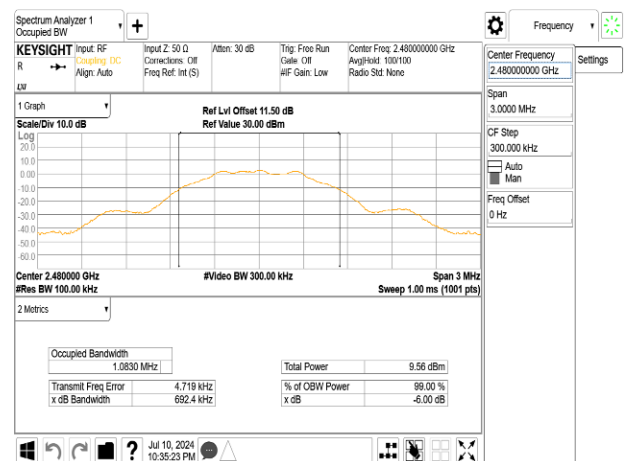 Spectrum Analyzer 1
Occupied BW
+
Frequency
KEYSIGHT
R
LXI
Input: RF
Coupling: DC
Align: Auto
Input Z: 50 Ω
Corrections: Off
Freq Ref: Int (S)
Atten: 30 dB
Trig: Free Run
Gate: Off
#IF Gain: Low
Center Freq: 2.480000000 GHz
Avg|Hold: 100/100
Radio Std: None
Center Frequency
2.480000000 GHz
Settings
Span
3.0000 MHz
CF Step
300.000 kHz
Auto
Man
Freq Offset
0 Hz
1 Graph
Scale/Div 10.0 dB
Ref Lvl Offset 11.50 dB
Ref Value 30.00 dBm
Log
20.0
10.0
0.00
-10.0
-20.0
-30.0
-40.0
-50.0
-60.0
Center 2.480000 GHz
#Res BW 100.00 kHz
#Video BW 300.00 kHz
Span 3 MHz
Sweep 1.00 ms (1001 pts)
2 Metrics
Occupied Bandwidth
1.0830 MHz
Total Power 9.56 dBm
Transmit Freq Error 4.719 kHz
% of OBW Power 99.00 %
x dB Bandwidth 692.4 kHz
x dB -6.00 dB
?
Jul 10, 2024
10:35:23 PM